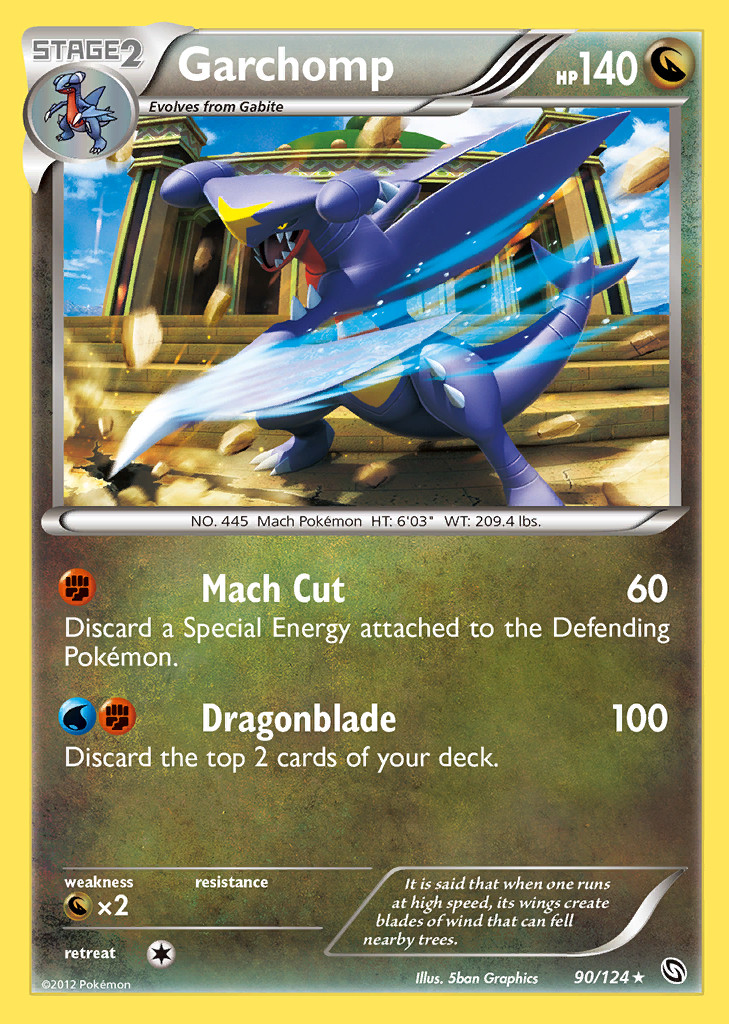 STAGE2
Garchomp
HP140
Evolves from Gabite
NO. 445 Mach Pokémon HT: 6'03" WT: 209.4 lbs.
Mach Cut 60
Discard a Special Energy attached to the Defending
Pokémon.
Dragonblade 100
Discard the top 2 cards of your deck.
weakness resistance
×2
retreat
It is said that when one runs
at high speed, its wings create
blades of wind that can fell
nearby trees.
©2012 Pokémon
Illus. 5ban Graphics 90/124★